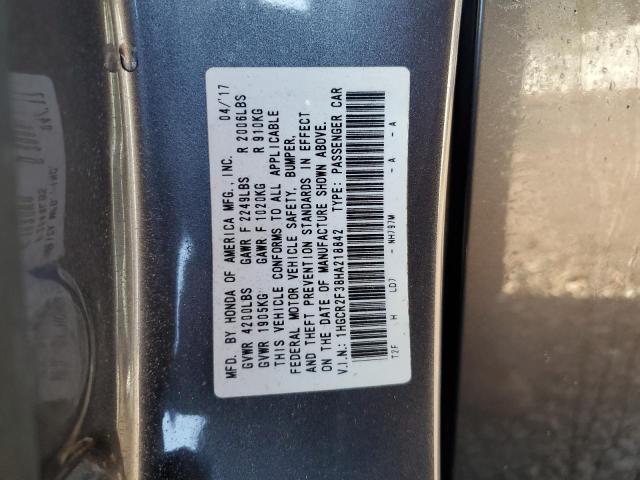 MFD. BY HONDA OF AMERICA MFG., INC. 04/'17
GVWR 4200LBS GAWR F 2249LBS R 2006LBS
GVWR 1905KG GAWR F 1020KG R 910KG
THIS VEHICLE CONFORMS TO ALL APPLICABLE
FEDERAL MOTOR VEHICLE SAFETY, BUMPER,
AND THEFT PREVENTION STANDARDS IN EFFECT
ON THE DATE OF MANUFACTURE SHOWN ABOVE.
V.I.N.: 1HGCR2F38HA218842 TYPE: PASSENGER CAR
T2F H LD7 - NH797M - A - A